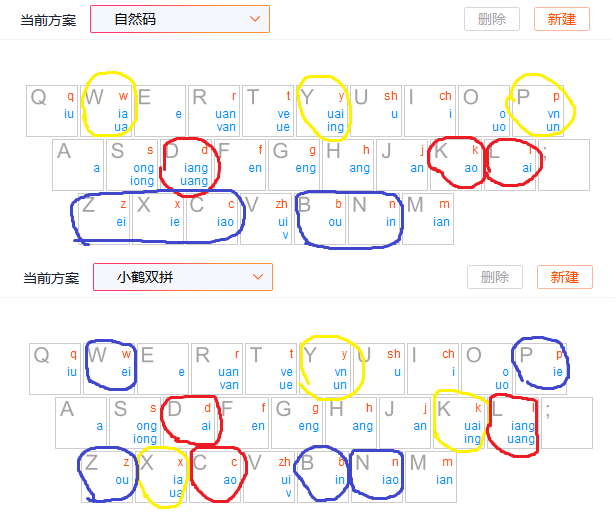 当前方案 自然码 删除 新建
Q q W w E R r T t Y y U sh I ch O P p
iu ia ua e uan van ve ue uai ing u i o uo vn un
A S s D d F f G g H h J j K k L l ;
a ong iong iang uang en eng ang an ao ai
Z z X x C c V zh B b N n M m
ei ie iao ui v ou in ian
当前方案 小鹤双拼 删除 新建
Q q W w E R r T t Y y U sh I ch O P p
iu ei e uan van ve ue vn un u i o uo ie
A S s D d F f G g H h J j K k L l ;
a ong iong ai en eng ang an uai ing iang uang
Z z X x C c V zh B b N n M m
ou ia ua ao ui v in iao ian